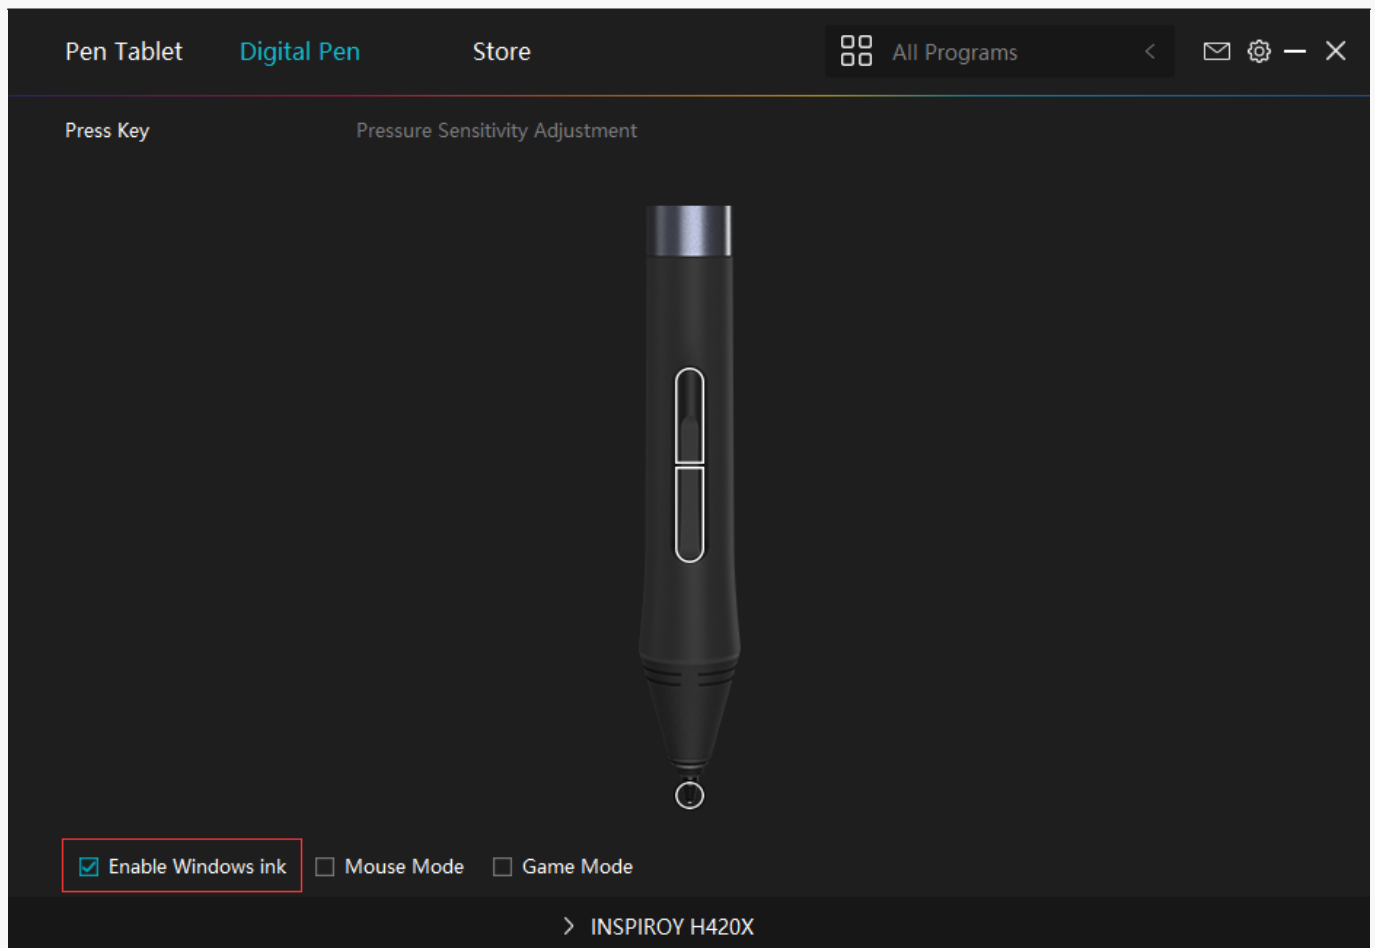 Pen Tablet Digital Pen Store All Programs
Press Key Pressure Sensitivity Adjustment
Enable Windows ink Mouse Mode Game Mode
INSPIROY H420X